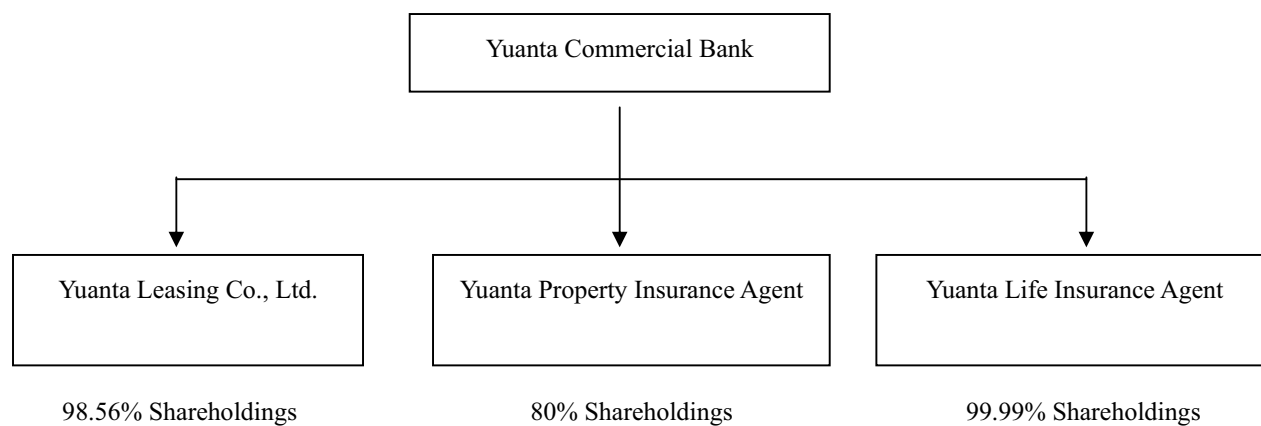 Yuanta Commercial Bank
Yuanta Leasing Co., Ltd.
Yuanta Property Insurance Agent
Yuanta Life Insurance Agent
98.56% Shareholdings
80% Shareholdings
99.99% Shareholdings